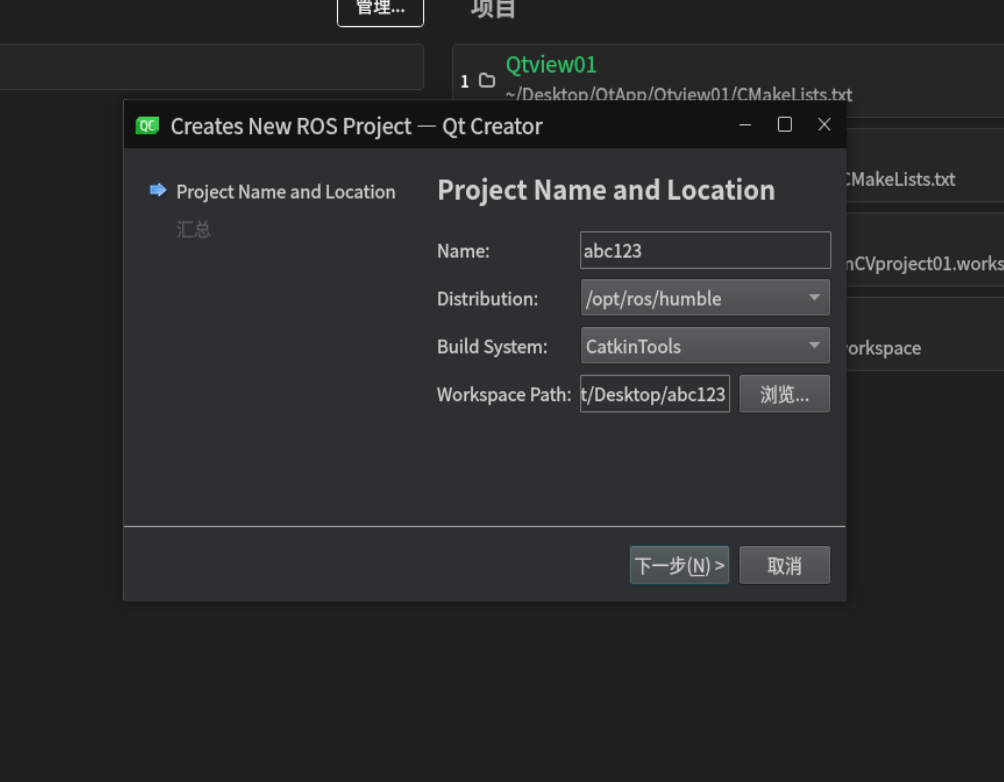 管理...
项目
Qtview01
1
~/Desktop/QtApp/Qtview01/CMakeLists.txt
QC
Creates New ROS Project — Qt Creator
Project Name and Location
汇总
Project Name and Location
Name:
abc123
Distribution:
/opt/ros/humble
Build System:
CatkinTools
Workspace Path:
t/Desktop/abc123
浏览...
下一步(N) >
取消
CMakeLists.txt
nCVproject01.works
orkspace